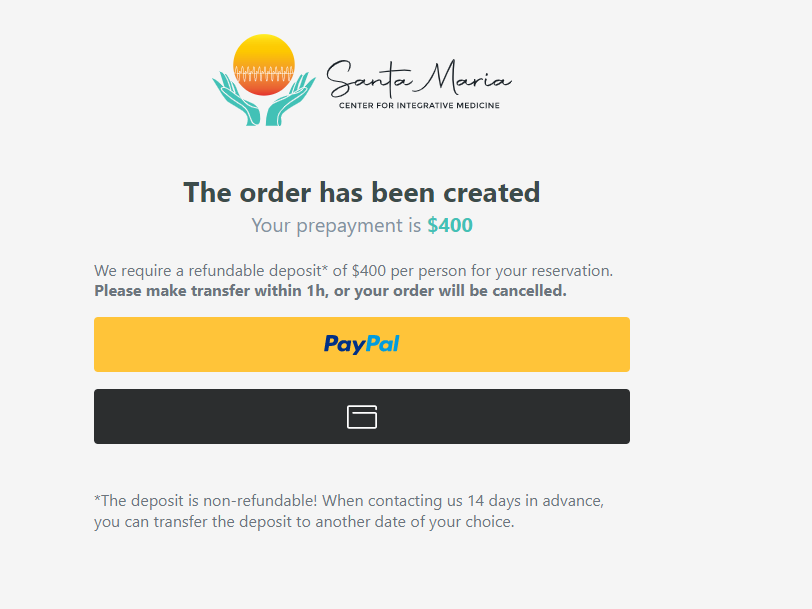 Santa Maria
CENTER FOR INTEGRATIVE MEDICINE
The order has been created
Your prepayment is $400
We require a refundable deposit* of $400 per person for your reservation.
Please make transfer within 1h, or your order will be cancelled.
PayPal
*The deposit is non-refundable! When contacting us 14 days in advance,
you can transfer the deposit to another date of your choice.